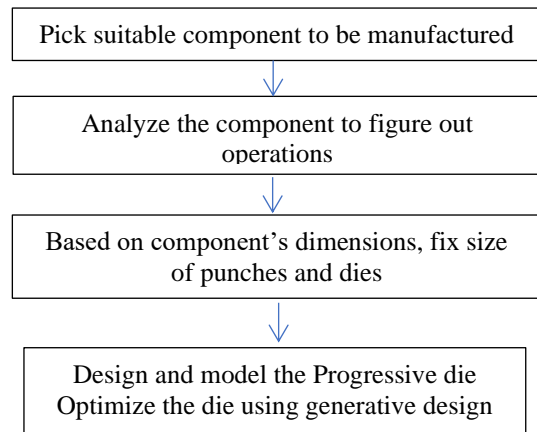 Pick suitable component to be manufactured
Analyze the component to figure out
operations
Based on component’s dimensions, fix size
of punches and dies
Design and model the Progressive die
Optimize the die using generative design